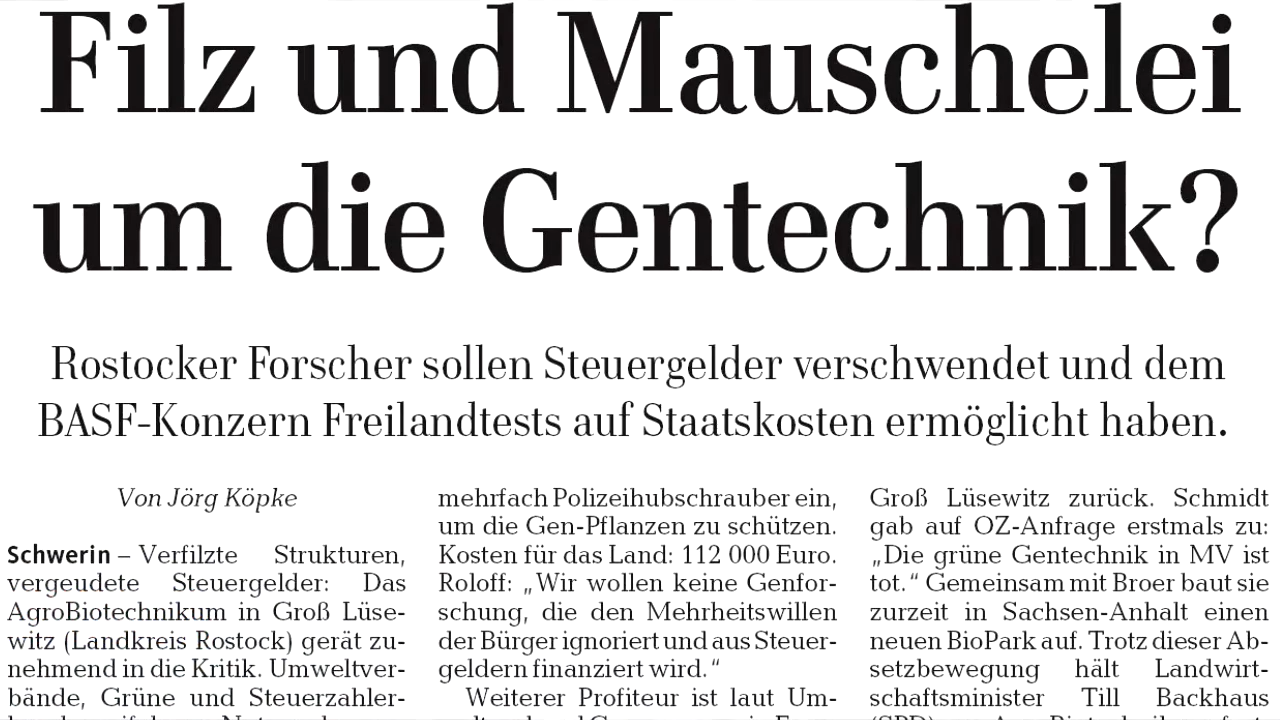 Filz und Mauschelei
um die Gentechnik?
Rostocker Forscher sollen Steuergelder verschwendet und dem
BASF-Konzern Freilandtests auf Staatskosten ermöglicht haben.
Von Jörg Köpke
Schwerin – Verfilzte Strukturen,
vergeudete Steuergelder: Das
AgroBiotechnikum in Groß Lüse-
witz (Landkreis Rostock) gerät zu-
nehmend in die Kritik. Umweltver-
bände, Grüne und Steuerzahler-
mehrfach Polizeihubschrauber ein,
um die Gen-Pflanzen zu schützen.
Kosten für das Land: 112 000 Euro.
Roloff: „Wir wollen keine Genfor-
schung, die den Mehrheitswillen
der Bürger ignoriert und aus Steuer-
geldern finanziert wird.“
Weiterer Profiteur ist laut Um-
Groß Lüsewitz zurück. Schmidt
gab auf OZ-Anfrage erstmals zu:
„Die grüne Gentechnik in MV ist
tot.“ Gemeinsam mit Broer baut sie
zurzeit in Sachsen-Anhalt einen
neuen BioPark auf. Trotz dieser Ab-
setzbewegung hält Landwirt-
schaftsminister Till Backhaus